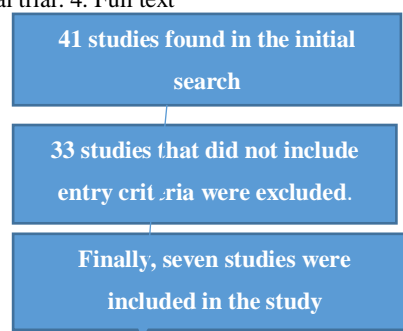 al trial. 4. Full text
41 studies found in the initial
search
33 studies that did not include
entry criteria were excluded.
Finally, seven studies were
included in the study